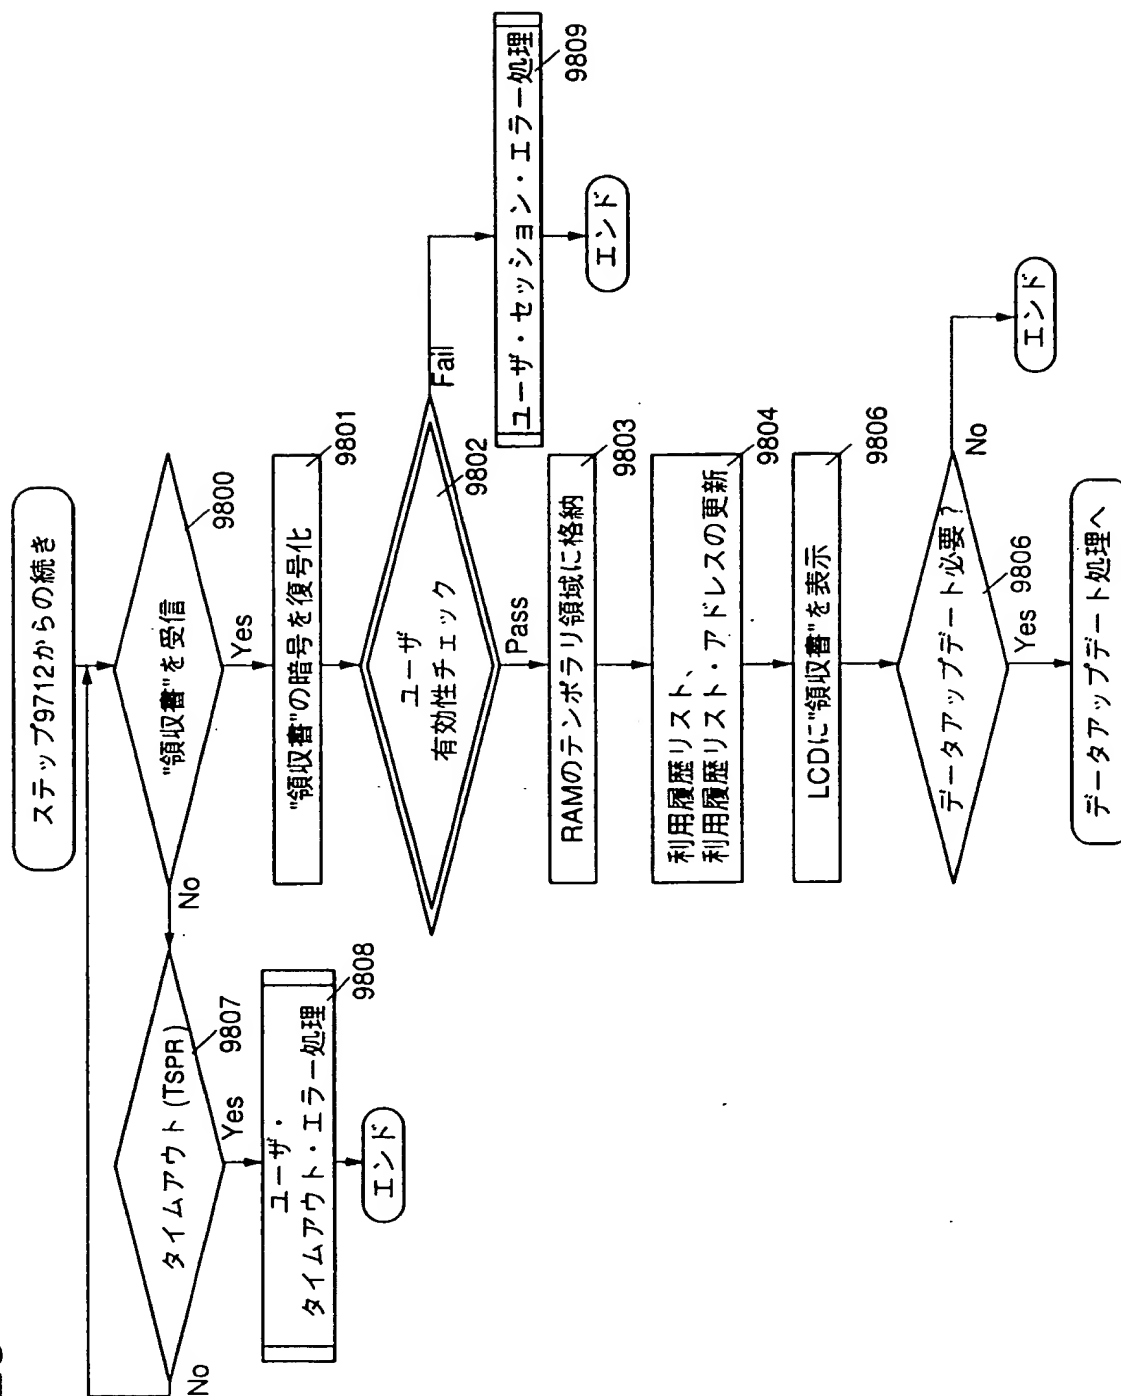 ステップ9712からの続き
"領収書"を受信
9800
Yes
No
タイムアウト(TSPR)
9807
No
Yes
ユーザ・
タイムアウト・エラー処理
9808
エンド
"領収書"の暗号を復号化
9801
ユーザ
有効性チェック
9802
Fail
Pass
ユーザ・セッション・エラー処理
9809
エンド
RAMのテンポラリ領域に格納
9803
利用履歴リスト、
利用履歴リスト・アドレスの更新
9804
LCDに"領収書"を表示
9806
データアップデート必要?
9806
No
エンド
Yes
データアップデート処理へ